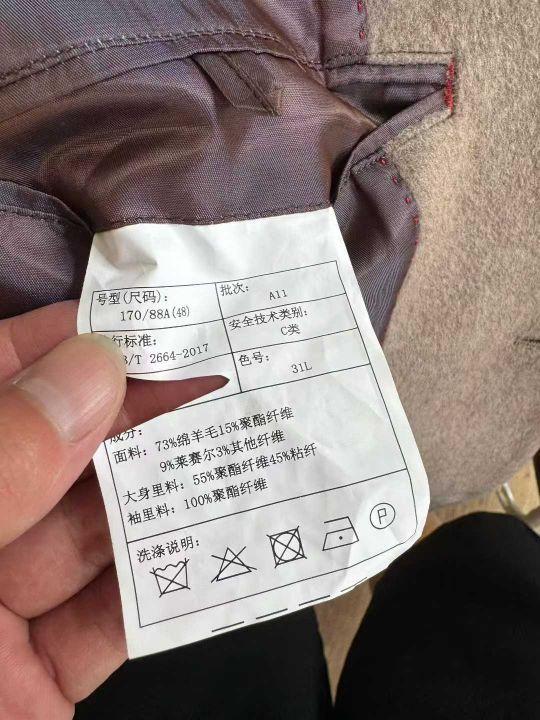 号型(尺码):
170/88A(48)
批次:
A11
行标准:
/T 2664-2017
安全技术类别:
C类
色号:
31L
成分:
面料: 73%绵羊毛15%聚酯纤维
9%莱赛尔3%其他纤维
大身里料: 55%聚酯纤维45%粘纤
袖里料: 100%聚酯纤维
洗涤说明:
P